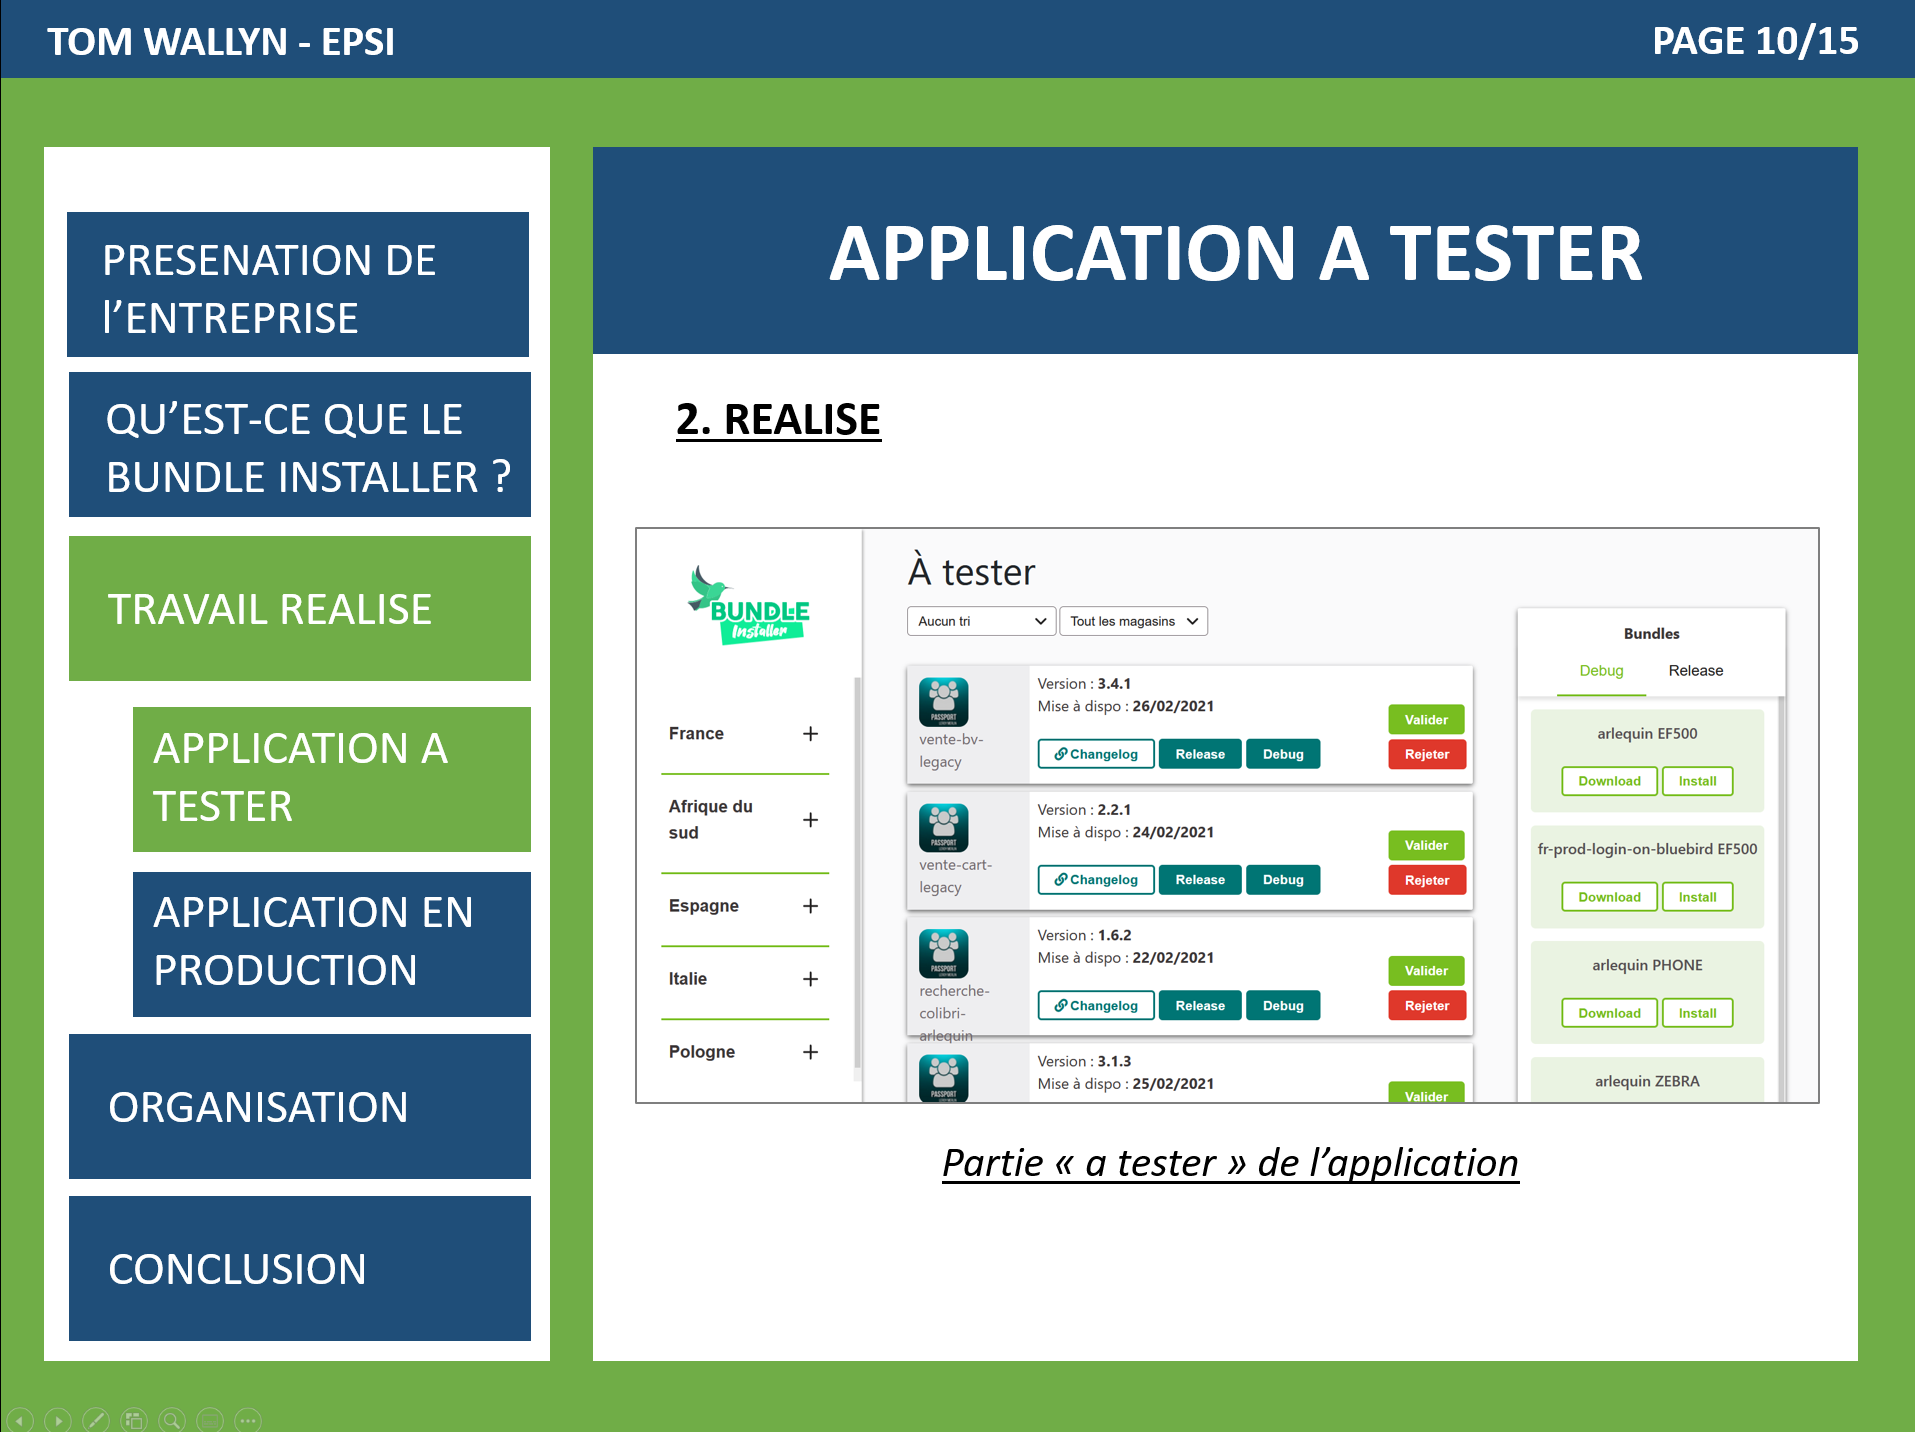 TOM WALLYN - EPSI
PAGE 10/15
PRESENATION DE
l’ENTREPRISE
QU’EST-CE QUE LE
BUNDLE INSTALLER ?
TRAVAIL REALISE
APPLICATION A
TESTER
APPLICATION EN
PRODUCTION
ORGANISATION
CONCLUSION
APPLICATION A TESTER
2. REALISE
BUNDLE
Installer
France
Afrique du
sud
Espagne
Italie
Pologne
À tester
Aucun tri
Tout les magasins
PASSPORT
vente-bv-
legacy
Version : 3.4.1
Mise à dispo : 26/02/2021
Changelog Release Debug
Valider
Rejeter
PASSPORT
vente-cart-
legacy
Version : 2.2.1
Mise à dispo : 24/02/2021
Changelog Release Debug
Valider
Rejeter
PASSPORT
recherche-
colibri-
arlequin
Version : 1.6.2
Mise à dispo : 22/02/2021
Changelog Release Debug
Valider
Rejeter
PASSPORT
Version : 3.1.3
Mise à dispo : 25/02/2021
Valider
Bundles
Debug Release
arlequin EF500
Download Install
fr-prod-login-on-bluebird EF500
Download Install
arlequin PHONE
Download Install
arlequin ZEBRA
Partie « a tester » de l’application